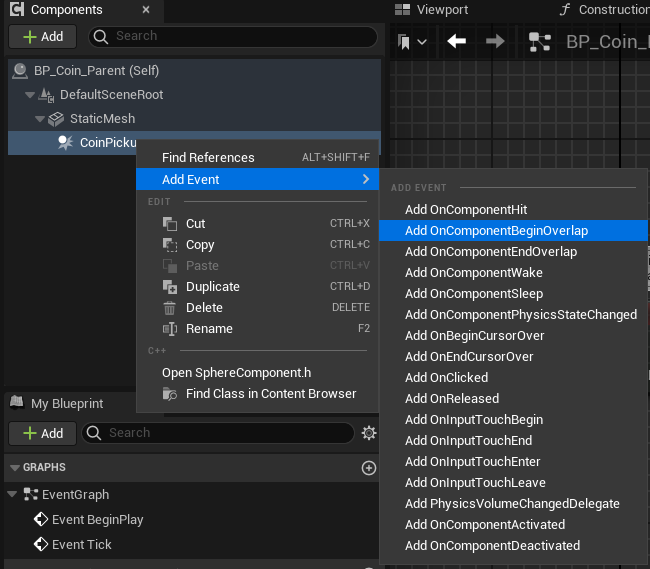 Components
Viewport
Construction
Add
Search
BP_Coin_
BP_Coin_Parent (Self)
DefaultSceneRoot
StaticMesh
CoinPicku
Find References ALT+SHIFT+F
Add Event
EDIT
Cut CTRL+X
Copy CTRL+C
Paste CTRL+V
Duplicate CTRL+D
Delete DELETE
Rename F2
C++
Open SphereComponent.h
Find Class in Content Browser
ADD EVENT
Add OnComponentHit
Add OnComponentBeginOverlap
Add OnComponentEndOverlap
Add OnComponentWake
Add OnComponentSleep
Add OnComponentPhysicsStateChanged
Add OnBeginCursorOver
Add OnEndCursorOver
Add OnClicked
Add OnReleased
Add OnInputTouchBegin
Add OnInputTouchEnd
Add OnInputTouchEnter
Add OnInputTouchLeave
Add PhysicsVolumeChangedDelegate
Add OnComponentActivated
Add OnComponentDeactivated
My Blueprint
Add
Search
GRAPHS
EventGraph
Event BeginPlay
Event Tick